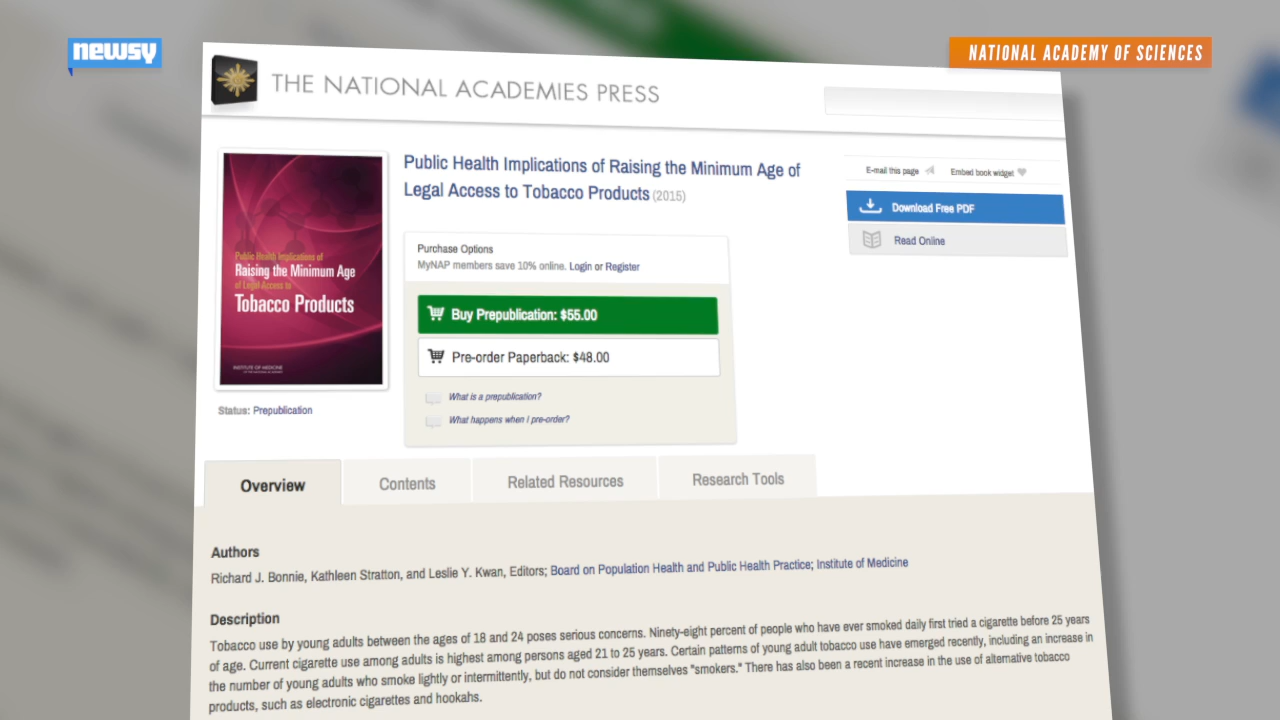 newsy
NATIONAL ACADEMY OF SCIENCES
THE NATIONAL ACADEMIES PRESS
Public Health Implications of
Raising the Minimum Age
of Legal Access to
Tobacco Products
INSTITUTE OF MEDICINE
Status: Prepublication
Public Health Implications of Raising the Minimum Age of
Legal Access to Tobacco Products (2015)
Purchase Options
MyNAP members save 10% online. Login or Register
Buy Prepublication: $55.00
Pre-order Paperback: $48.00
What is a prepublication?
What happens when I pre-order?
E-mail this page
Embed book widget
Download Free PDF
Read Online
Overview
Contents
Related Resources
Research Tools
Authors
Richard J. Bonnie, Kathleen Stratton, and Leslie Y. Kwan, Editors; Board on Population Health and Public Health Practice; Institute of Medicine
Description
Tobacco use by young adults between the ages of 18 and 24 poses serious concerns. Ninety-eight percent of people who have ever smoked daily first tried a cigarette before 25 years
of age. Current cigarette use among adults is highest among persons aged 21 to 25 years. Certain patterns of young adult tobacco use have emerged recently, including an increase in
the number of young adults who smoke lightly or intermittently, but do not consider themselves "smokers." There has also been a recent increase in the use of alternative tobacco
products, such as electronic cigarettes and hookahs.